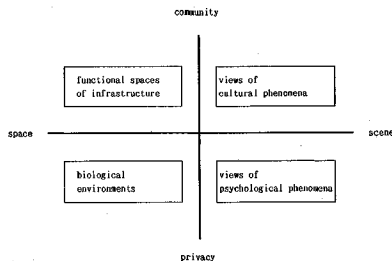 community
functional spaces
of infrastructure
views of
cultural phenomena
space
scene
biological
environments
views of
psychological phenomena
privacy